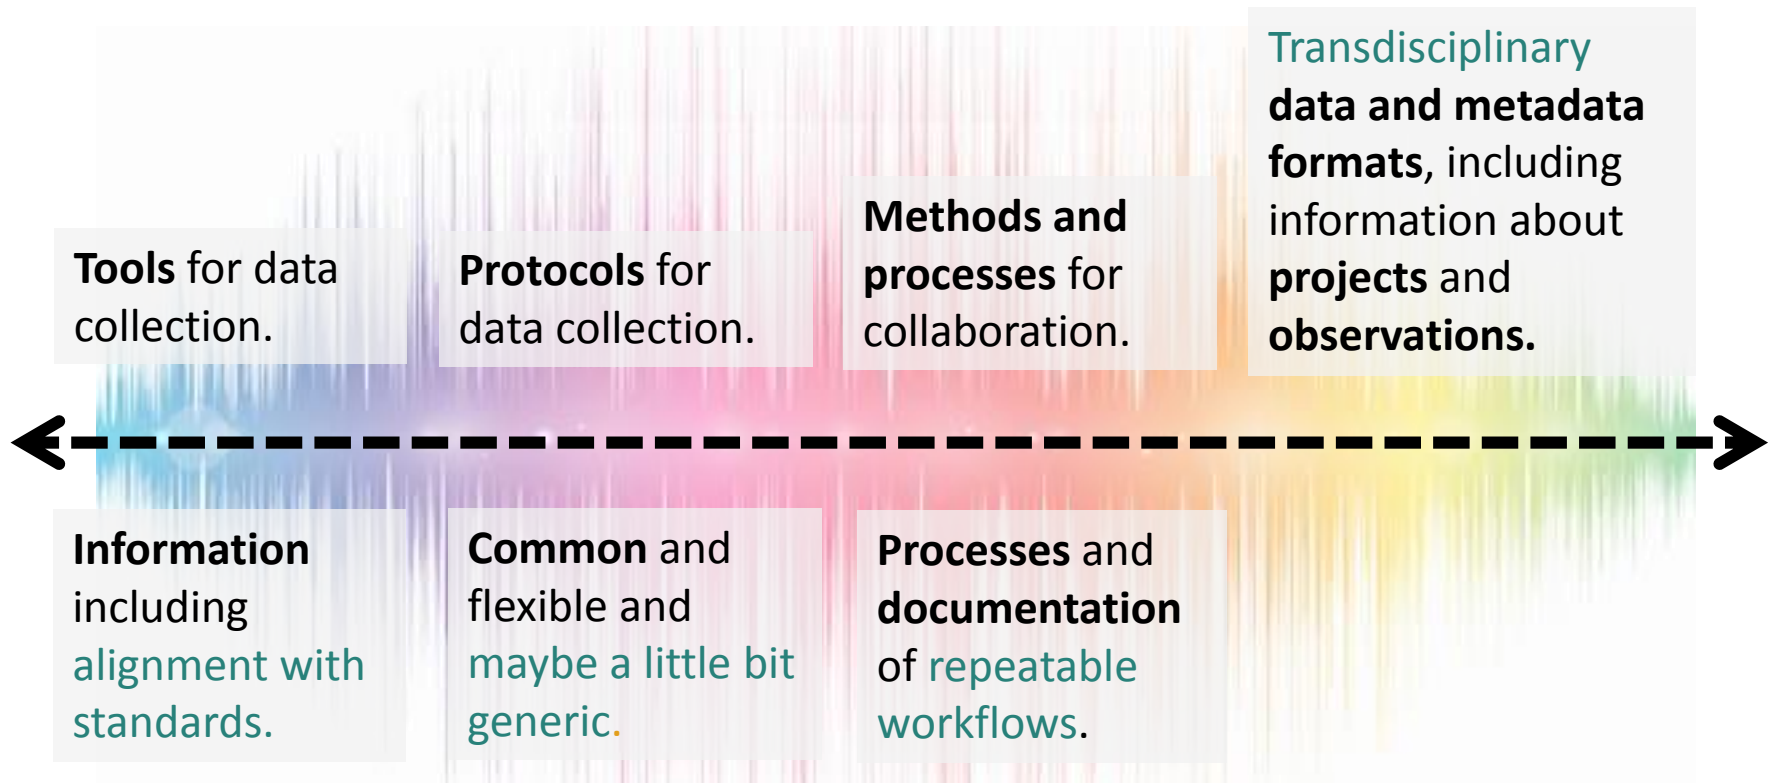 Tools for data
collection.
Protocols for
data collection.
Methods and
processes for
collaboration.
Transdisciplinary
data and metadata
formats, including
information about
projects and
observations.
Information
including
alignment with
standards.
Common and
flexible and
maybe a little bit
generic.
Processes and
documentation
of repeatable
workflows.